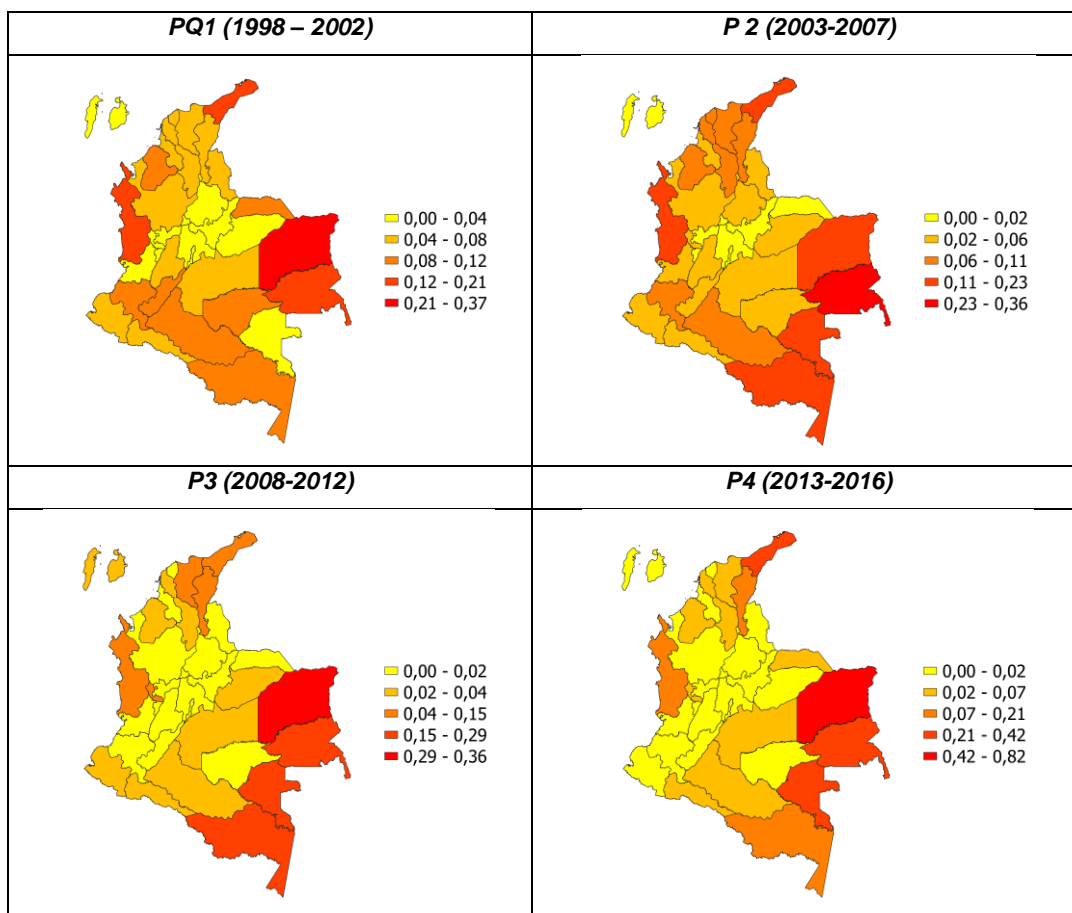 PQ1 (1998 – 2002)
P 2 (2003-2007)
0,00 - 0,04
0,04 - 0,08
0,08 - 0,12
0,12 - 0,21
0,21 - 0,37
0,00 - 0,02
0,02 - 0,06
0,06 - 0,11
0,11 - 0,23
0,23 - 0,36
P3 (2008-2012)
P4 (2013-2016)
0,00 - 0,02
0,02 - 0,04
0,04 - 0,15
0,15 - 0,29
0,29 - 0,36
0,00 - 0,02
0,02 - 0,07
0,07 - 0,21
0,21 - 0,42
0,42 - 0,82